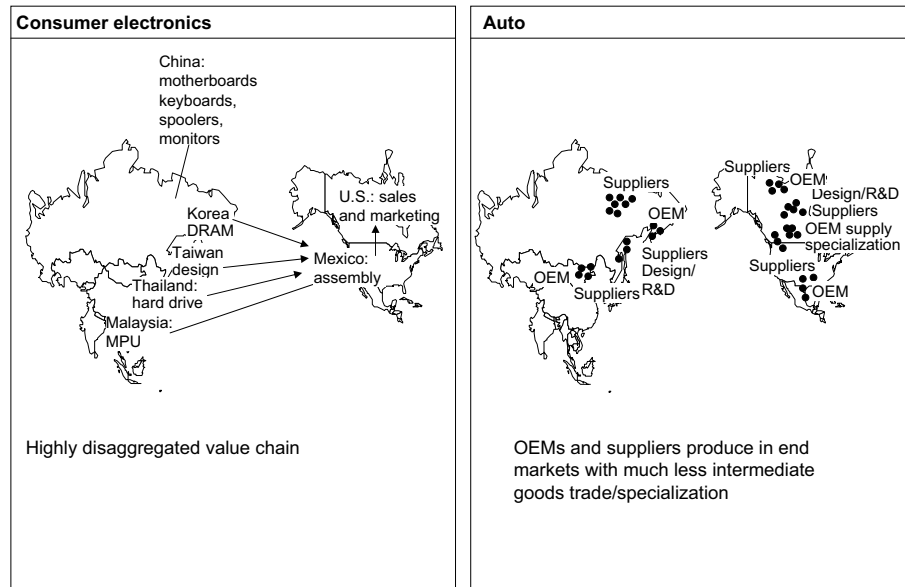 Consumer electronics
China:
motherboards
keyboards,
spoolers,
monitors
Korea
DRAM
Taiwan
design
Thailand:
hard drive
Malaysia:
MPU
U.S.: sales
and marketing
Mexico:
assembly
Highly disaggregated value chain
Auto
Suppliers
OEM
Suppliers
Design/
R&D
OEM
Suppliers
Suppliers
OEM
Design/R&D
Suppliers
OEM supply
specialization
Suppliers
OEM
OEMs and suppliers produce in end
markets with much less intermediate
goods trade/specialization